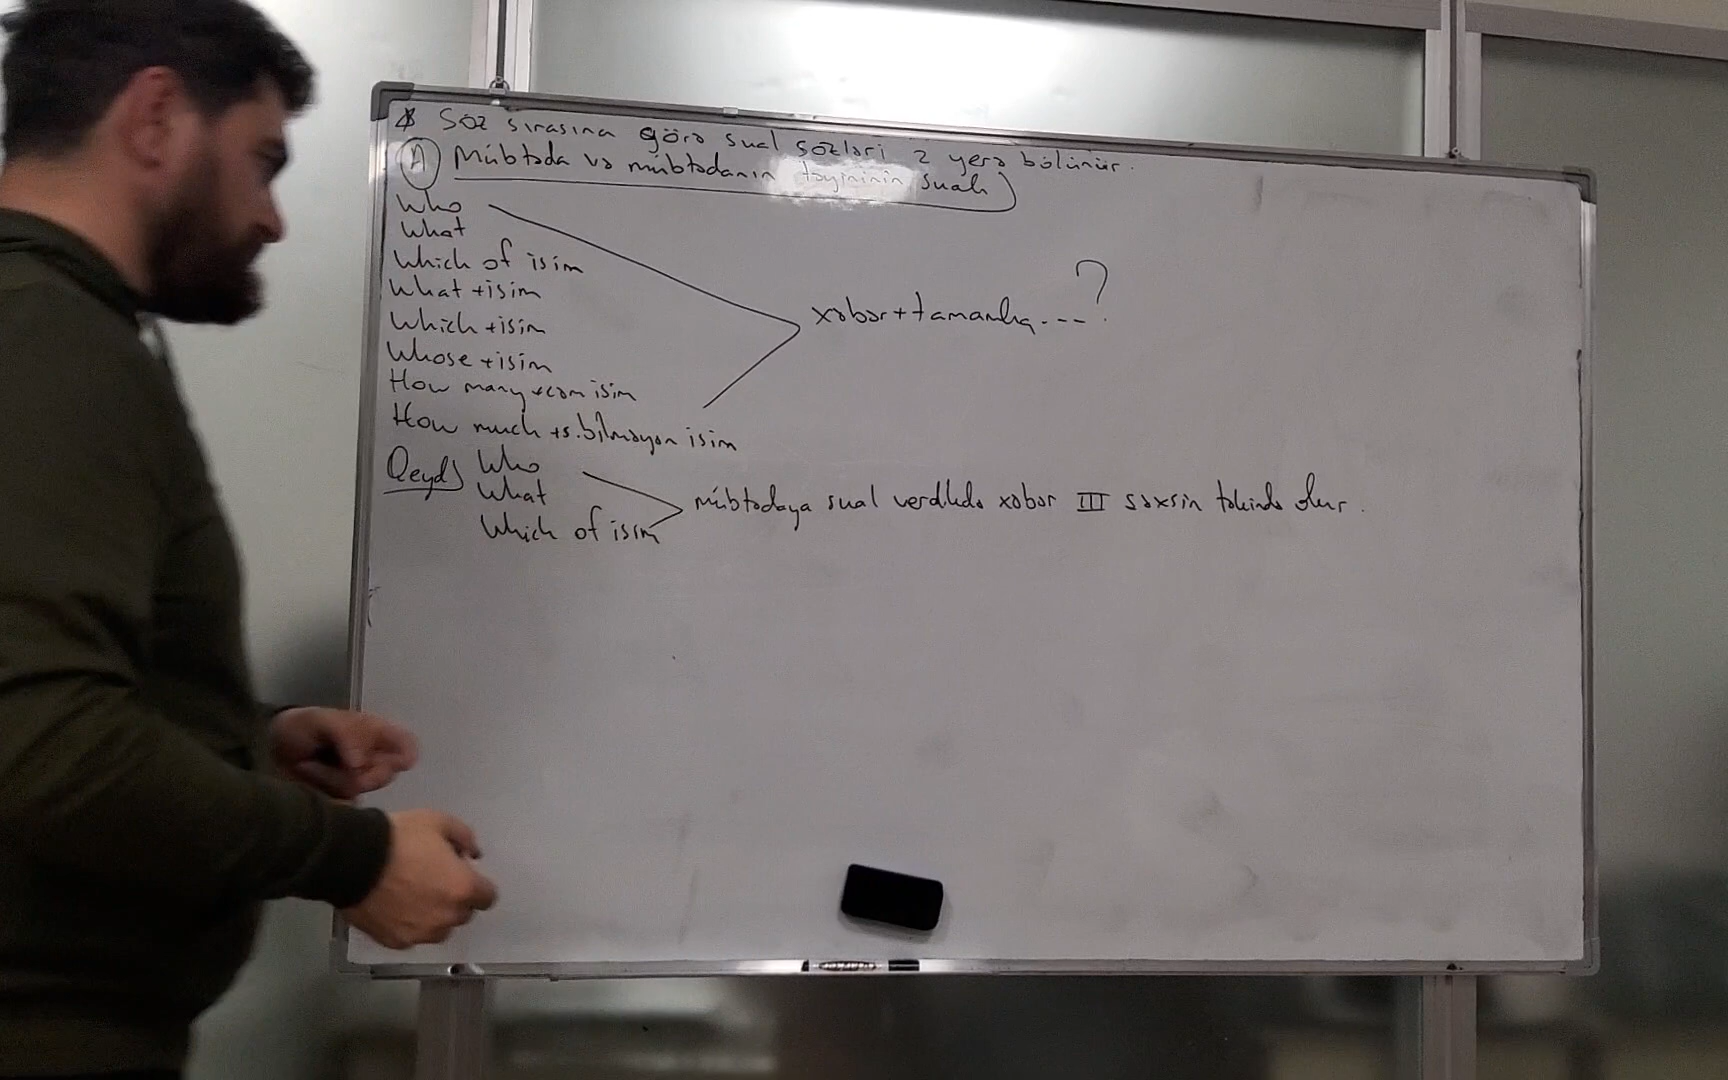 * Söz sırasına görə sual sözləri 2 yerə bölünür.
A) Mübtəda və mübtədanın təyininin sualı
Who
What
Which of isim
What + isim
Which + isim
Whose + isim
How many + cəm isim
How much + s. bilməyən isim
xəbər + tamamlıq --- ?
Qeyd) Who
What
Which of isim
mübtədaya sual verdikdə xəbər III şəxsin təkində olur.